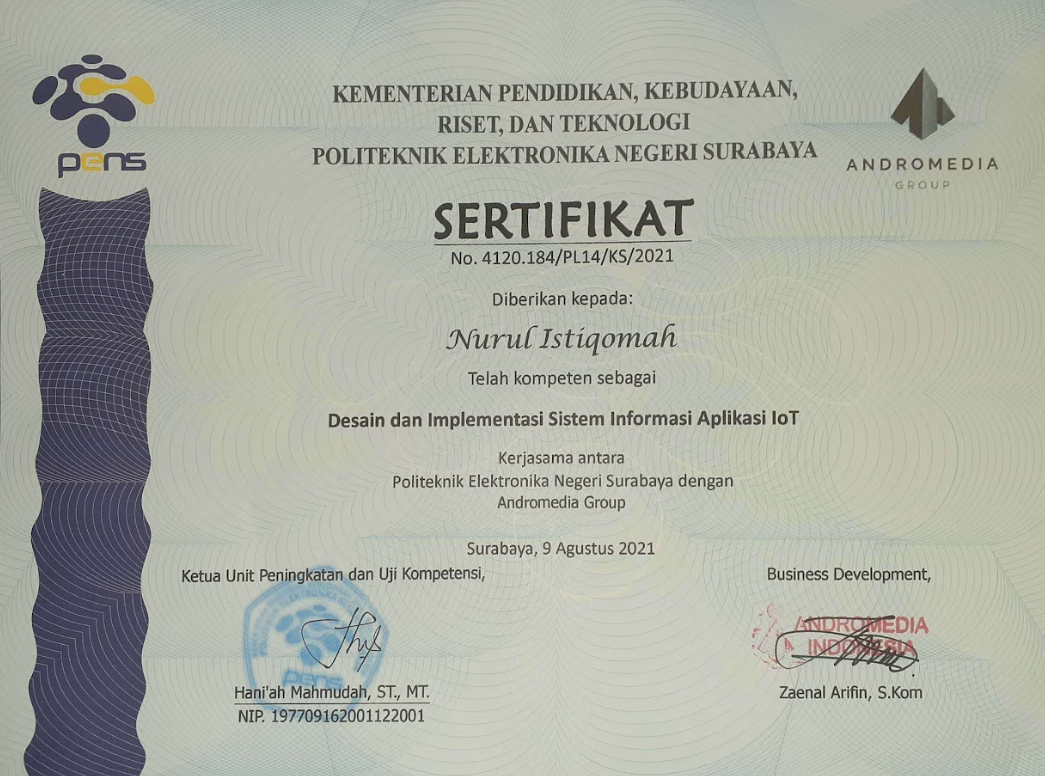 pens
KEMENTERIAN PENDIDIKAN, KEBUDAYAAN,
RISET, DAN TEKNOLOGI
POLITEKNIK ELEKTRONIKA NEGERI SURABAYA
ANDROMEDIA
GROUP
SERTIFIKAT
No. 4120.184/PL14/KS/2021
Diberikan kepada:
Nurul Istiqomah
Telah kompeten sebagai
Desain dan Implementasi Sistem Informasi Aplikasi IoT
Kerjasama antara
Politeknik Elektronika Negeri Surabaya dengan
Andromedia Group
Surabaya, 9 Agustus 2021
Ketua Unit Peningkatan dan Uji Kompetensi,
pens
Hani'ah Mahmudah, ST., MT.
NIP. 197709162001122001
Business Development,
ANDROMEDIA
INDONESIA
Zaenal Arifin, S.Kom